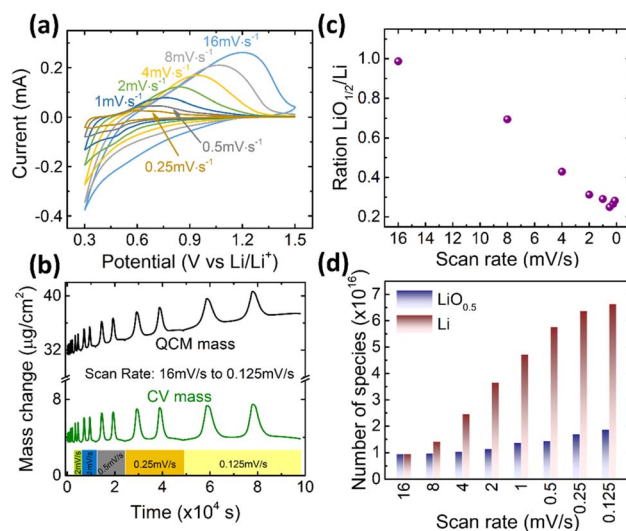 (a)
16mV·s⁻¹
8mV·s⁻¹
4mV·s⁻¹
2mV·s⁻¹
1mV·s⁻¹
0.5mV·s⁻¹
0.25mV·s⁻¹
Current (mA)
0.2
0.0
-0.2
-0.4
0.3 0.6 0.9 1.2 1.5
Potential (V vs Li/Li⁺)
(c)
Ration LiO₁/₂/Li
1.0
0.8
0.6
0.4
0.2
16 14 12 10 8 6 4 2 0
Scan rate (mV/s)
(b)
Mass change (µg/cm²)
40
32
8
4
QCM mass
Scan Rate: 16mV/s to 0.125mV/s
CV mass
2mV/s
1mV/s
0.5mV/s
0.25mV/s
0.125mV/s
0 2 4 6 8 10
Time (×10⁴ s)
(d)
Number of species (x10¹⁶)
7
6
5
4
3
2
1
0
LiO₀.₅
Li
16 8 4 2 1 0.5 0.25 0.125
Scan rate (mV/s)